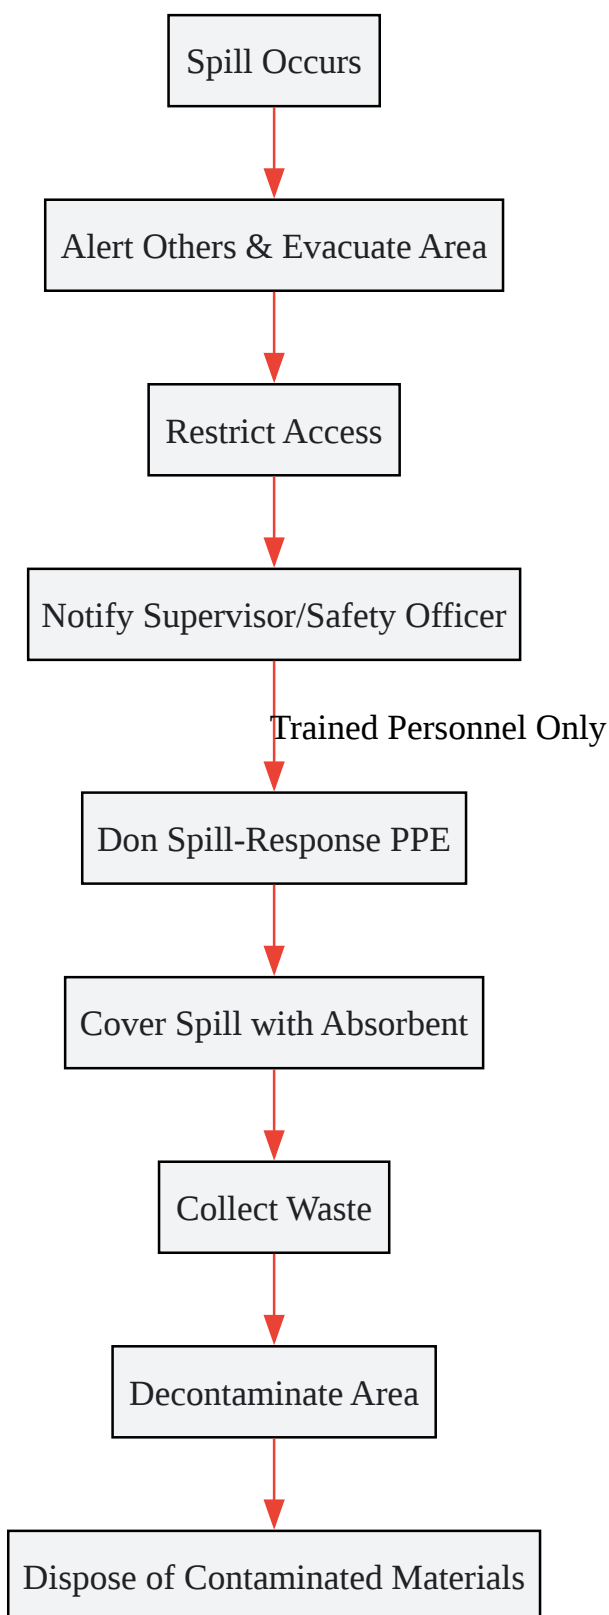 Spill Occurs
Alert Others & Evacuate Area
Restrict Access
Notify Supervisor/Safety Officer
Trained Personnel Only
Don Spill-Response PPE
Cover Spill with Absorbent
Collect Waste
Decontaminate Area
Dispose of Contaminated Materials